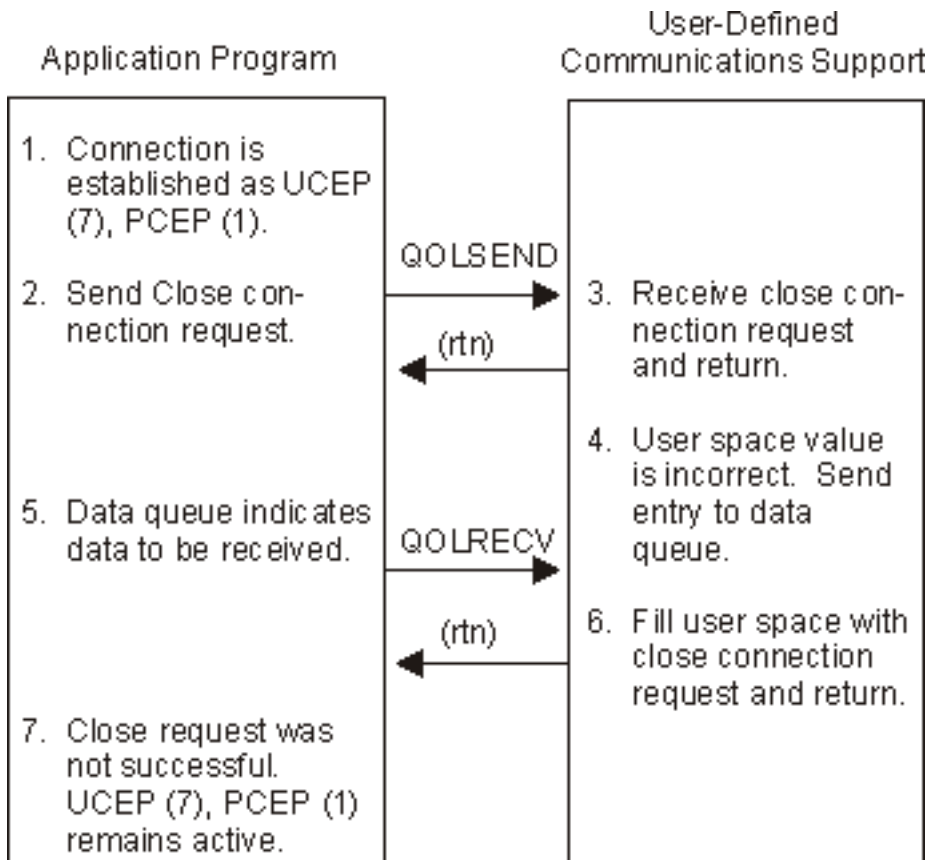 Application Program
User-Defined
Communications Support
1. Connection is
established as UCEP
(7), PCEP (1).
QOLSEND
2. Send Close con-
nection request.
3. Receive close con-
nection request
and return.
(rtn)
4. User space value
is incorrect. Send
entry to data
queue.
5. Data queue indicates
data to be received.
QOLRECV
(rtn)
6. Fill user space with
close connection
request and return.
7. Close request was
not successful.
UCEP (7), PCEP (1)
remains active.